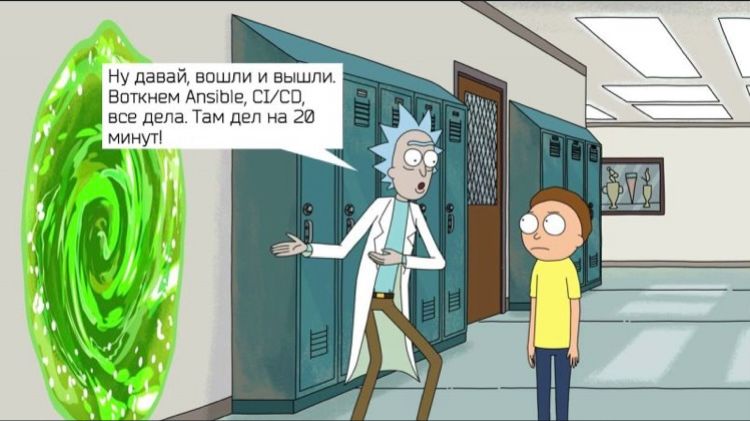 Ну давай, вошли и вышли.
Воткнем Ansible, CI/CD,
все дела. Там дел на 20
минут!